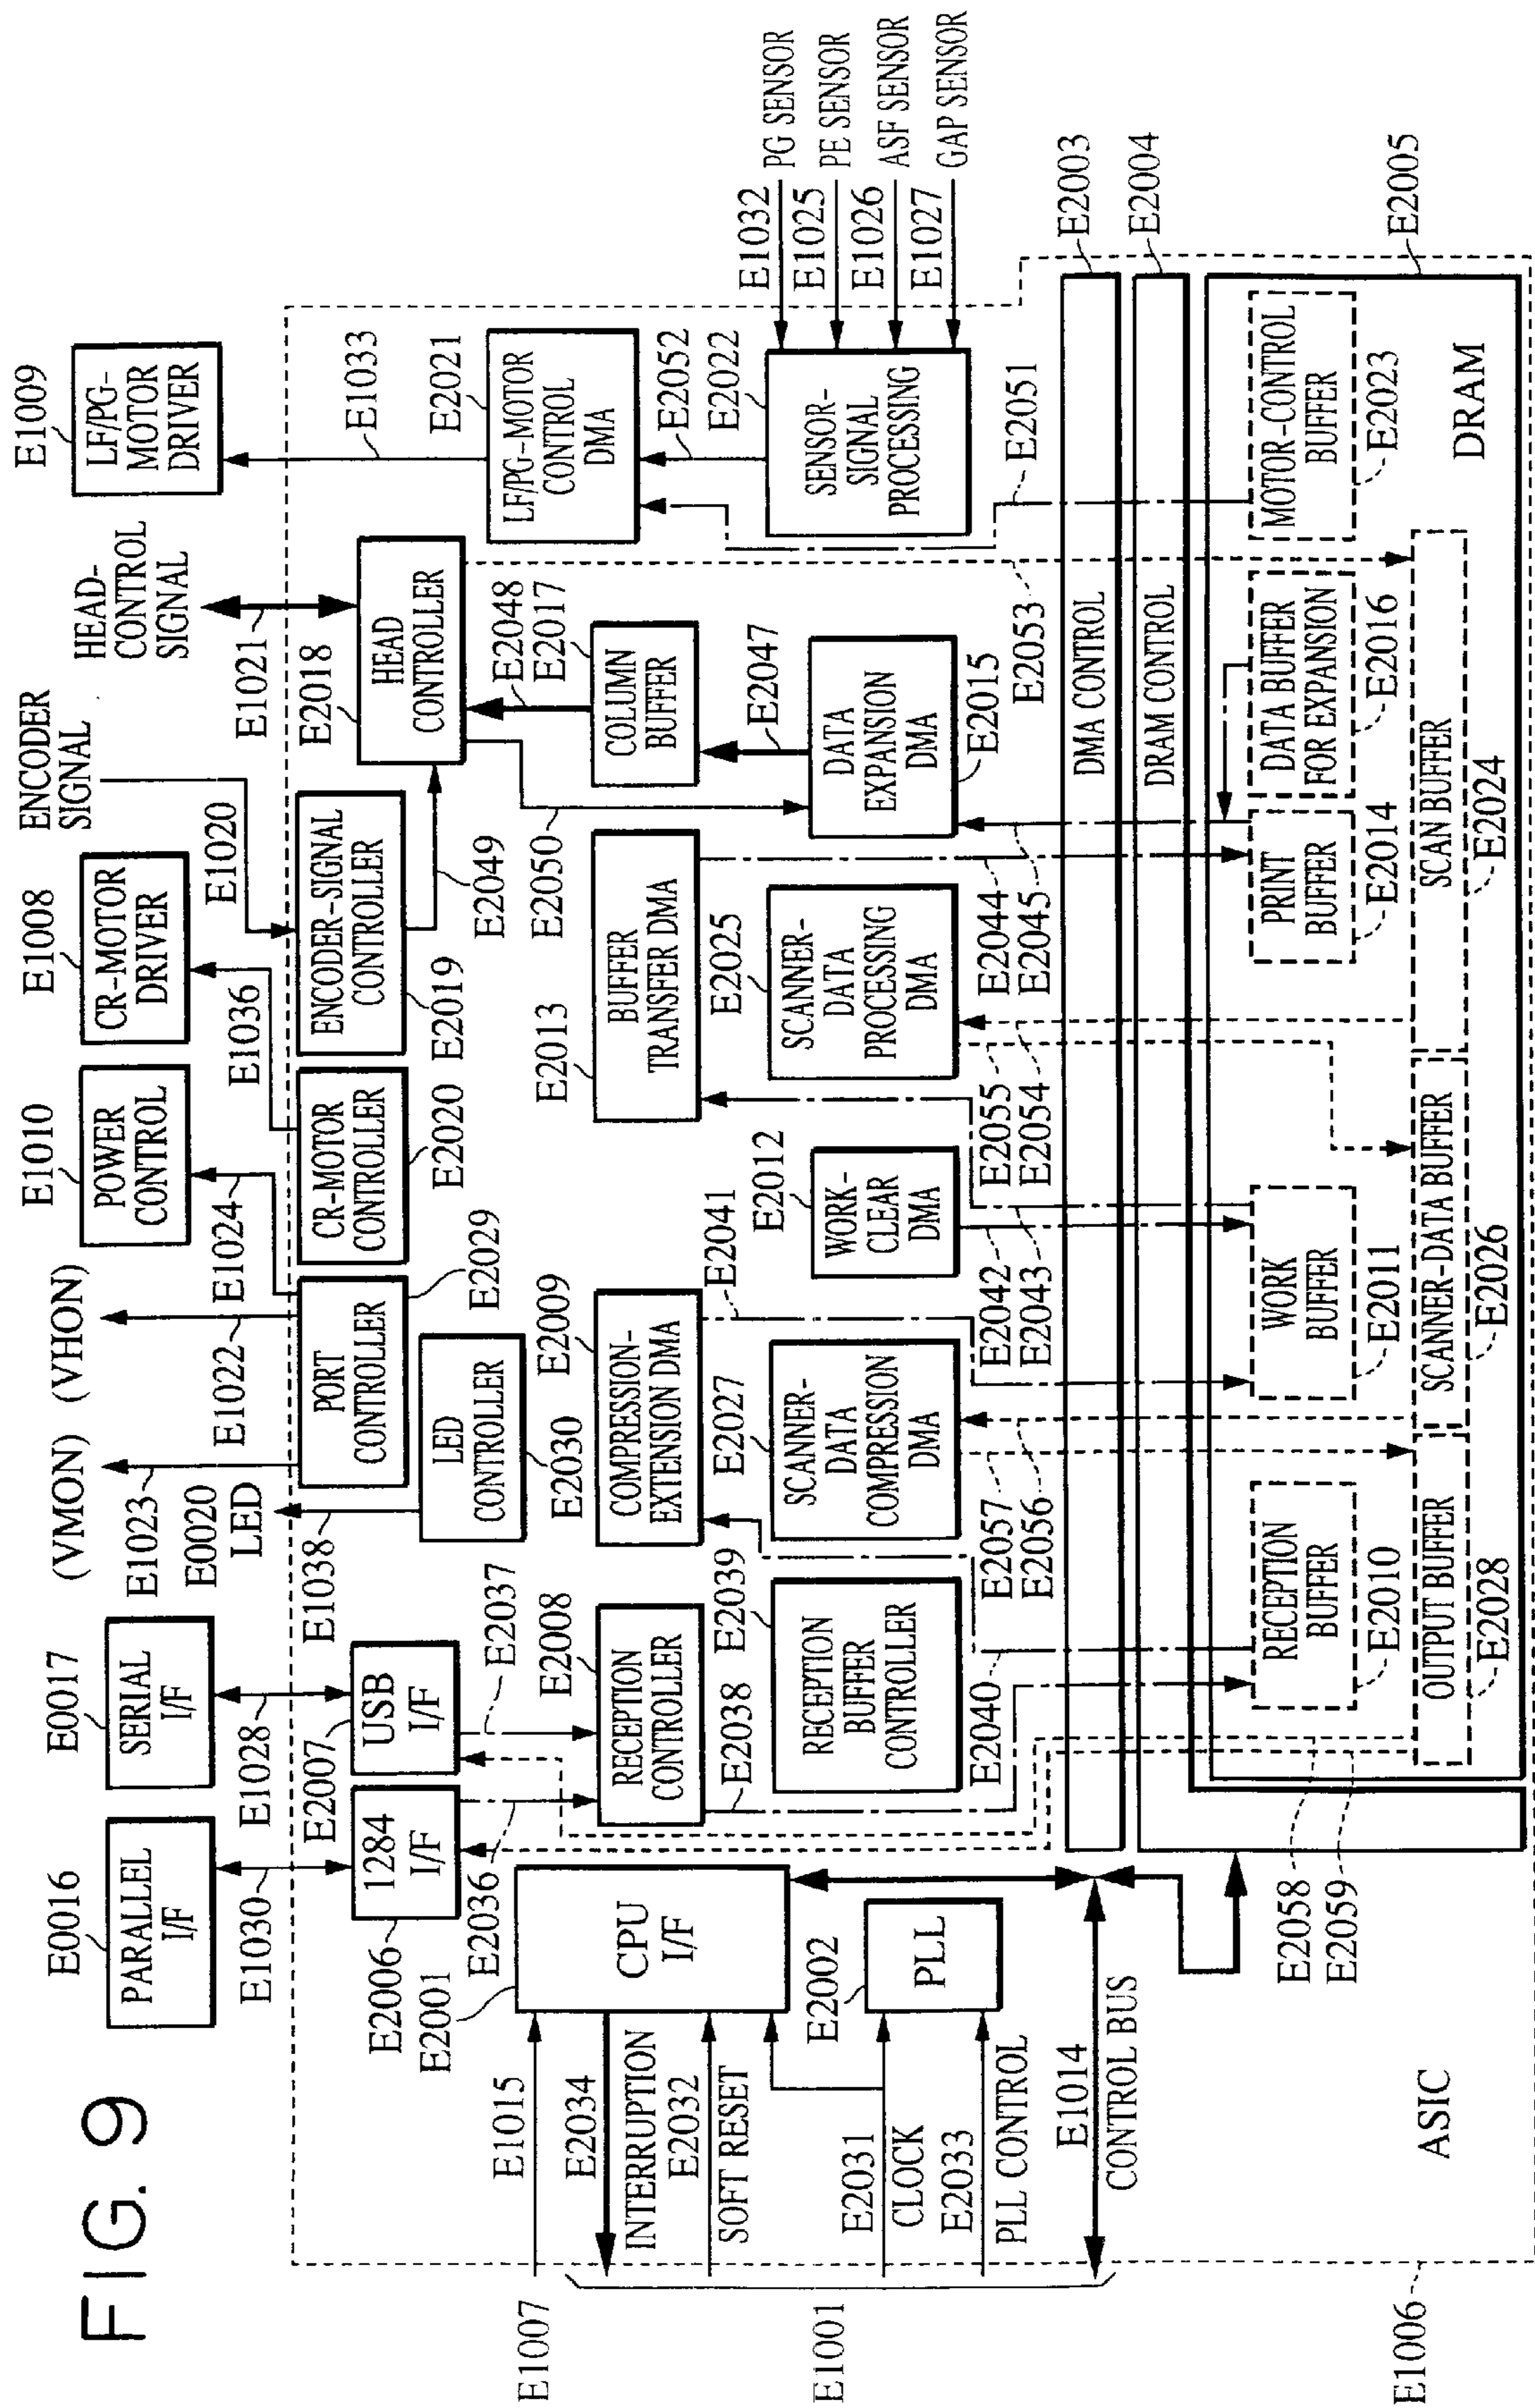 FIG. 9
E0016
PARALLEL
I/F
E1030
E0017
SERIAL
I/F
E1028
(VMON)
(VHON)
E1023
E0020
LED
E1038
E1022
E1010
POWER
CONTROL
E1024
E1008
CR-MOTOR
DRIVER
E1036
ENCODER
SIGNAL
E1020
HEAD-
CONTROL
SIGNAL
E1021
E1009
LF/PG-
MOTOR
DRIVER
E1033
E2006
1284
I/F
E2007
USB
I/F
E2036
E2037
PORT
CONTROLLER
E2029
LED
CONTROLLER
E2030
CR-MOTOR
CONTROLLER
E2020
ENCODER-SIGNAL
CONTROLLER
E2019
E2049
E2018
HEAD
CONTROLLER
E2050
E2048
E2017
COLUMN
BUFFER
E2047
DATA
EXPANSION
DMA
E2015
E2021
LF/PG-MOTOR
CONTROL
DMA
E2052
E2022
SENSOR-
SIGNAL
PROCESSING
E1032
PG SENSOR
E1025
PE SENSOR
E1026
ASF SENSOR
E1027
GAP SENSOR
E2051
E2053
E1007
E1015
E2034
INTERRUPTION
E2032
SOFT RESET
E1001
E2031
CLOCK
E2033
PLL CONTROL
E1014
CONTROL BUS
E2001
CPU
I/F
E2002
PLL
E2008
RECEPTION
CONTROLLER
E2038
E2039
RECEPTION
BUFFER
CONTROLLER
E2040
E2009
COMPRESSION-
EXTENSION DMA
E2041
E2027
SCANNER-
DATA
COMPRESSION
DMA
E2057
E2056
E2012
WORK-
CLEAR
DMA
E2042
E2043
E2013
BUFFER
TRANSFER DMA
E2025
SCANNER-
DATA
PROCESSING
DMA
E2055
E2054
E2044
E2045
DMA CONTROL
E2003
DRAM CONTROL
E2004
E2005
E2058
E2059
RECEPTION
BUFFER
E2010
WORK
BUFFER
E2011
PRINT
BUFFER
E2014
DATA BUFFER
FOR EXPANSION
E2016
MOTOR-CONTROL
BUFFER
E2023
OUTPUT BUFFER
E2028
SCANNER-DATA BUFFER
E2026
SCAN BUFFER
E2024
DRAM
ASIC
E1006